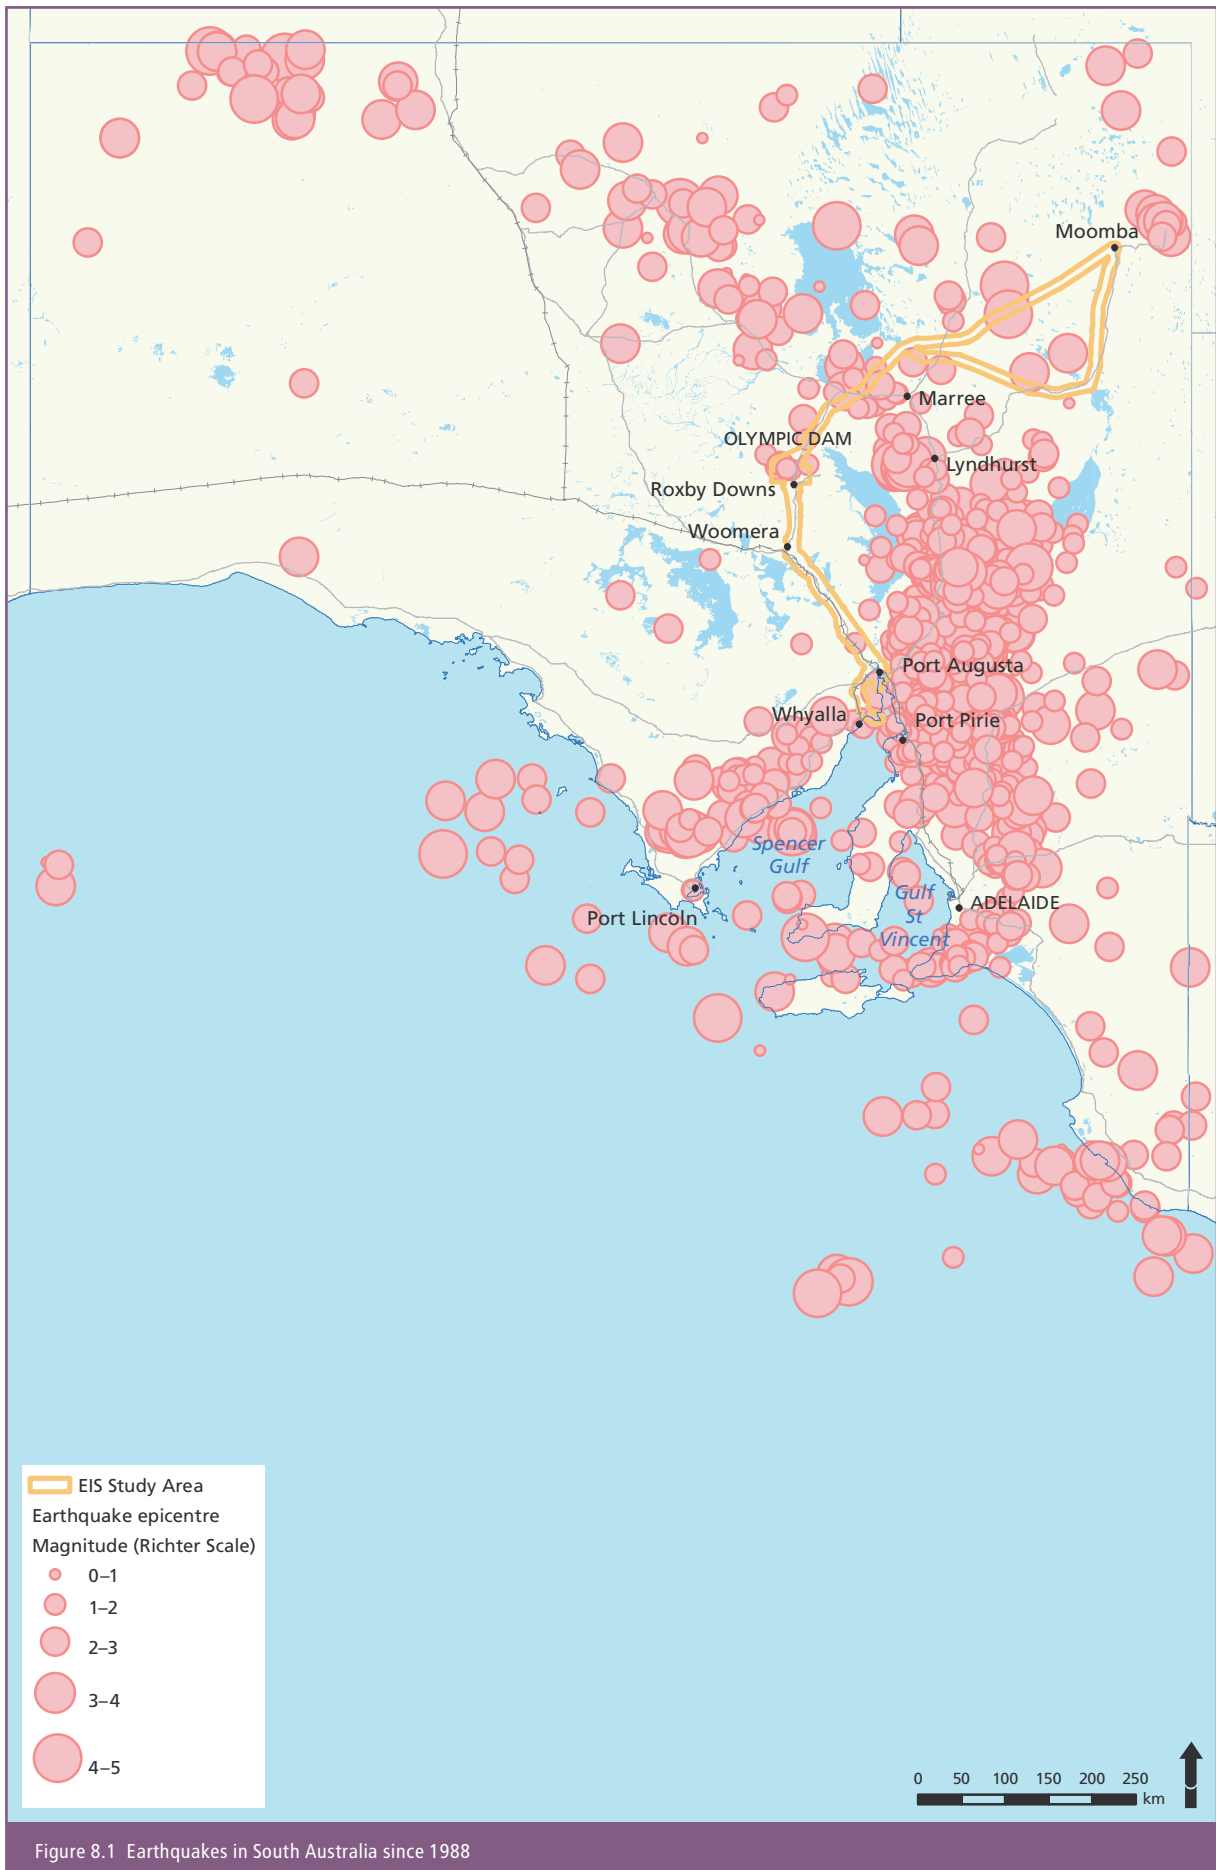 Moomba
Marree
OLYMPIC DAM
Lyndhurst
Roxby Downs
Woomera
Port Augusta
Whyalla
Port Pirie
Spencer
Gulf
Gulf
St
Vincent
ADELAIDE
Port Lincoln
EIS Study Area
Earthquake epicentre
Magnitude (Richter Scale)
0–1
1–2
2–3
3–4
4–5
0 50 100 150 200 250
km
Figure 8.1 Earthquakes in South Australia since 1988